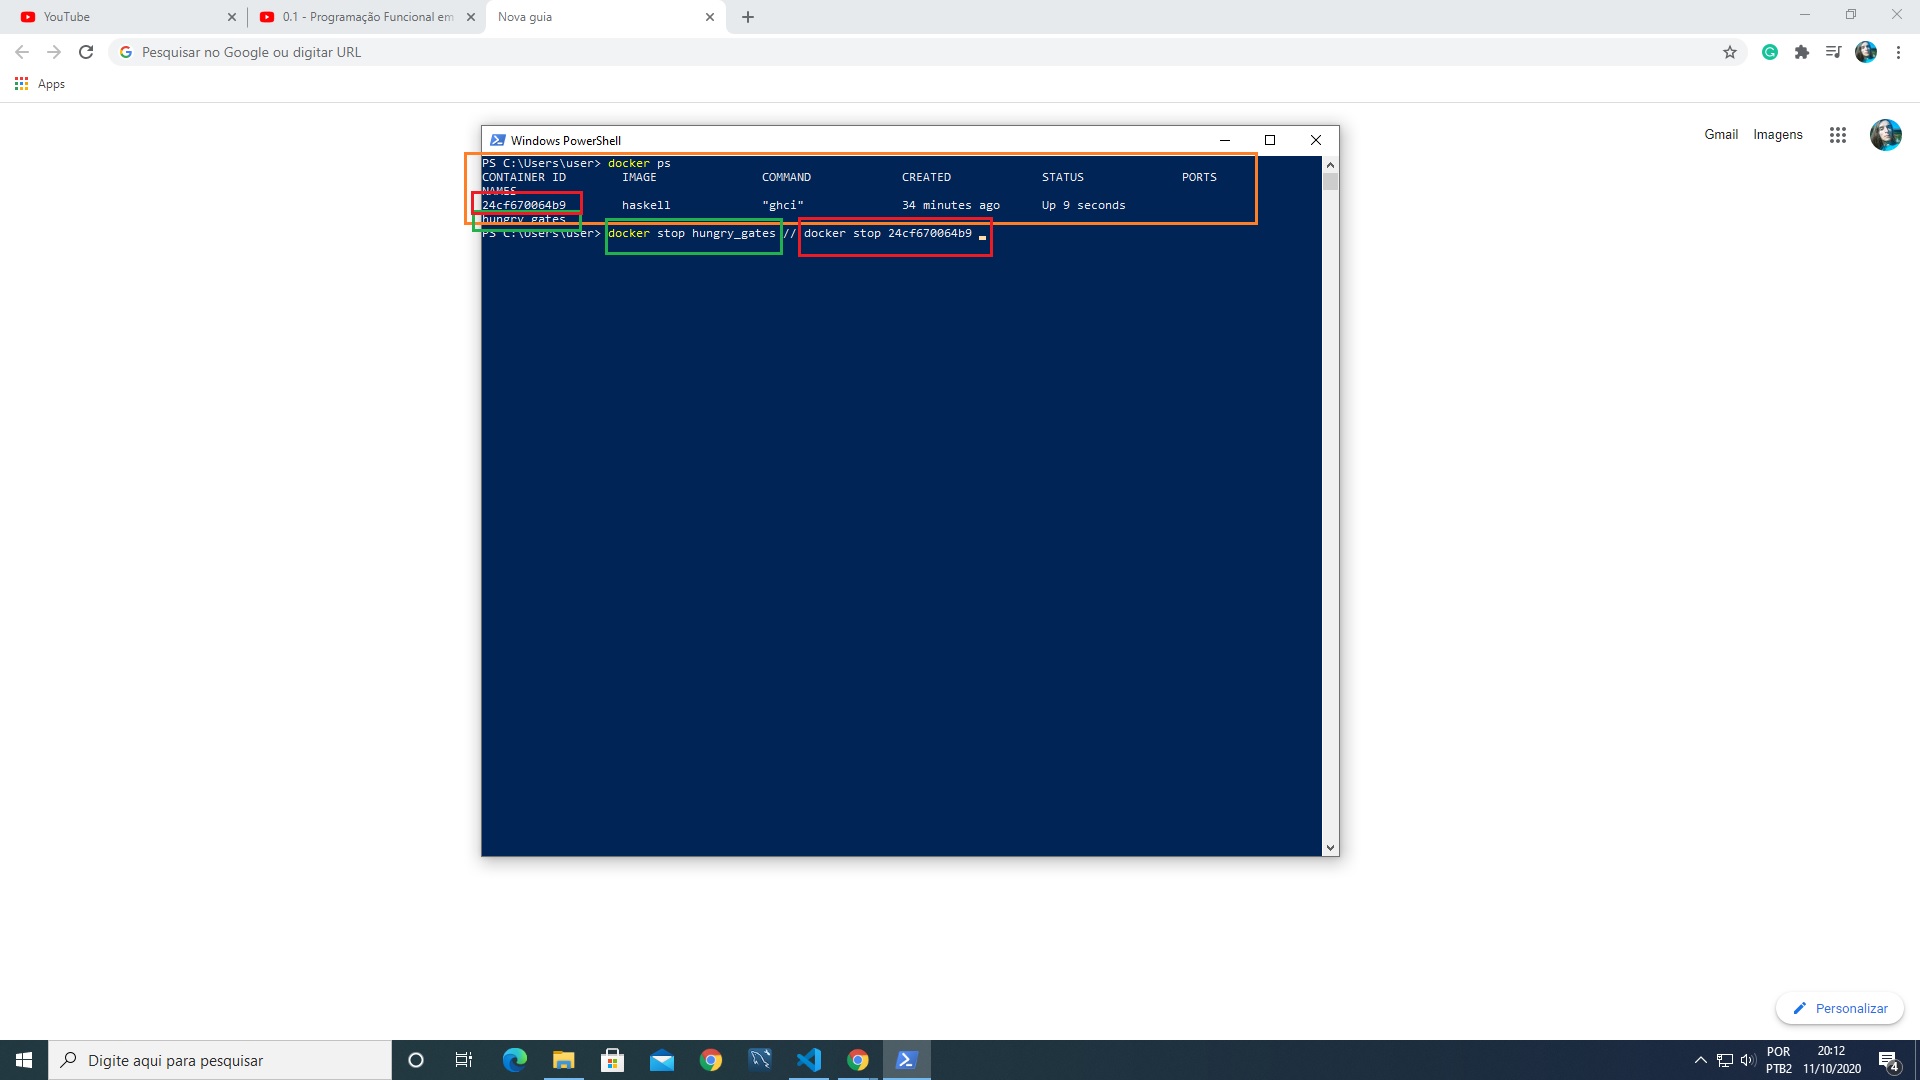 YouTube
0.1 - Programação Funcional em
Nova guia
Pesquisar no Google ou digitar URL
Apps
Gmail
Imagens
Windows PowerShell
PS C:\Users\user> docker ps
CONTAINER ID IMAGE COMMAND CREATED STATUS PORTS
NAMES
24cf670064b9 haskell "ghci" 34 minutes ago Up 9 seconds
hungry_gates
PS C:\Users\user> docker stop hungry_gates // docker stop 24cf670064b9
Personalizar
Digite aqui para pesquisar
POR
PTB2
20:12
11/10/2020
4